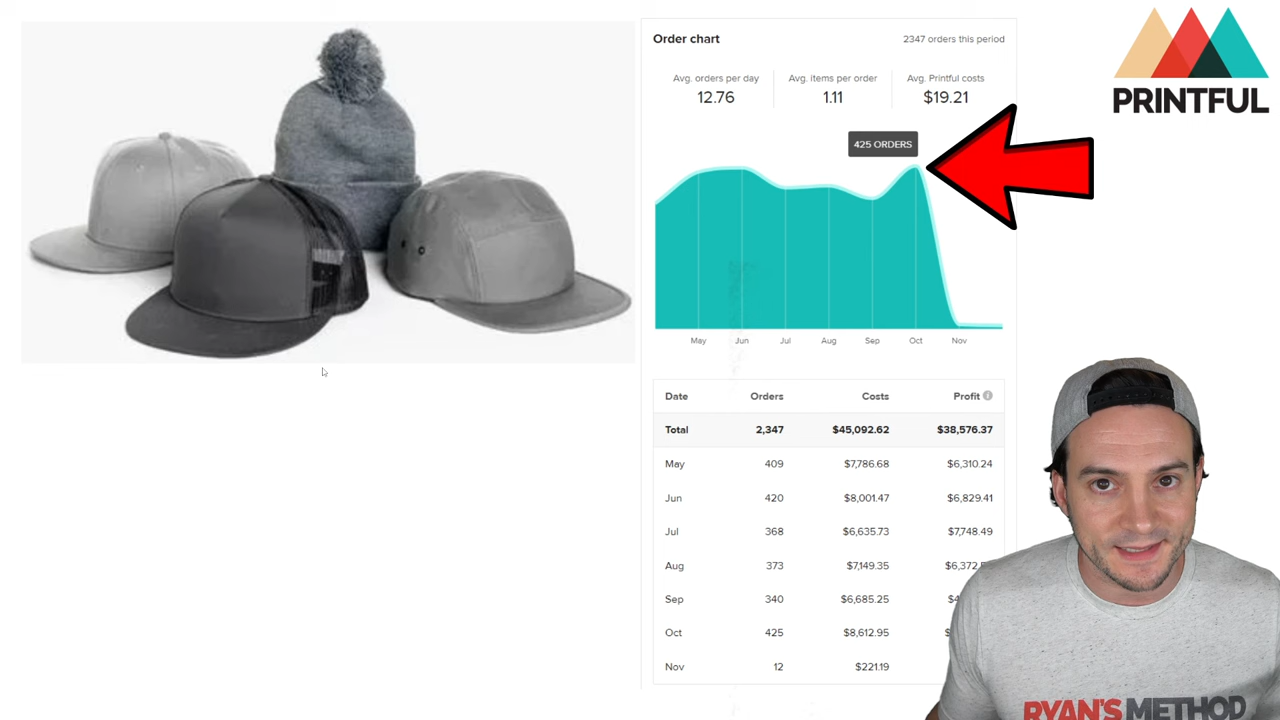 Order chart
2347 orders this period
Avg. orders per day
Avg. items per order
Avg. Printful costs
12.76
1.11
$19.21
425 ORDERS
May Jun Jul Aug Sep Oct Nov
Date Orders Costs Profit
Total 2,347 $45,092.62 $38,576.37
May 409 $7,786.68 $6,310.24
Jun 420 $8,001.47 $6,829.41
Jul 368 $6,635.73 $7,748.49
Aug 373 $7,149.35 $6,372
Sep 340 $6,685.25
Oct 425 $8,612.95
Nov 12 $221.19
PRINTFUL
RYAN'S METHOD